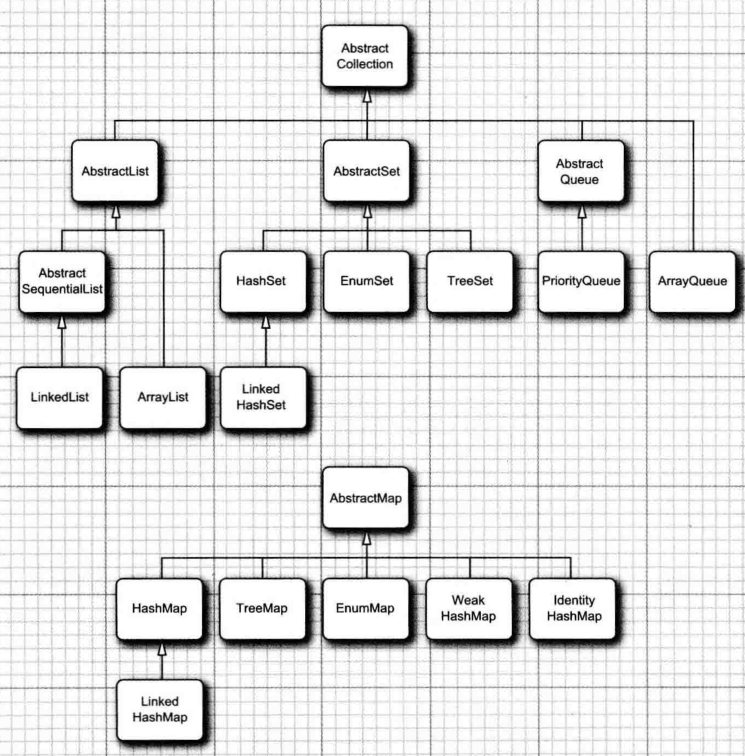 Abstract
Collection
AbstractList
AbstractSet
Abstract
Queue
Abstract
SequentialList
HashSet
EnumSet
TreeSet
PriorityQueue
ArrayQueue
LinkedList
ArrayList
Linked
HashSet
AbstractMap
HashMap
TreeMap
EnumMap
Weak
HashMap
Identity
HashMap
Linked
HashMap